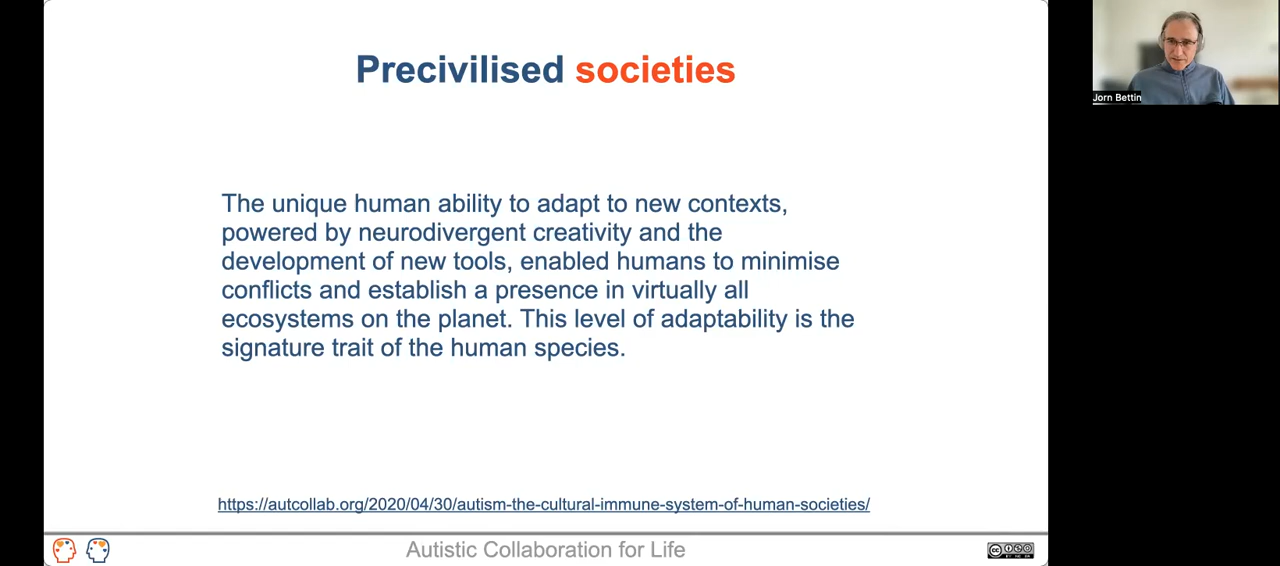 Precivilised societies
Jorn Bettin
The unique human ability to adapt to new contexts,
powered by neurodivergent creativity and the
development of new tools, enabled humans to minimise
conflicts and establish a presence in virtually all
ecosystems on the planet. This level of adaptability is the
signature trait of the human species.
https://autcollab.org/2020/04/30/autism-the-cultural-immune-system-of-human-societies/
Autistic Collaboration for Life
cc